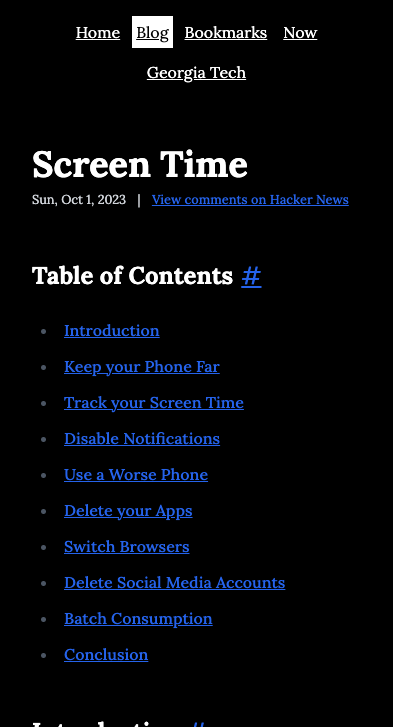 Home Blog Bookmarks Now
Georgia Tech
Screen Time
Sun, Oct 1, 2023 | View comments on Hacker News
Table of Contents #
Introduction
Keep your Phone Far
Track your Screen Time
Disable Notifications
Use a Worse Phone
Delete your Apps
Switch Browsers
Delete Social Media Accounts
Batch Consumption
Conclusion
Introduction #